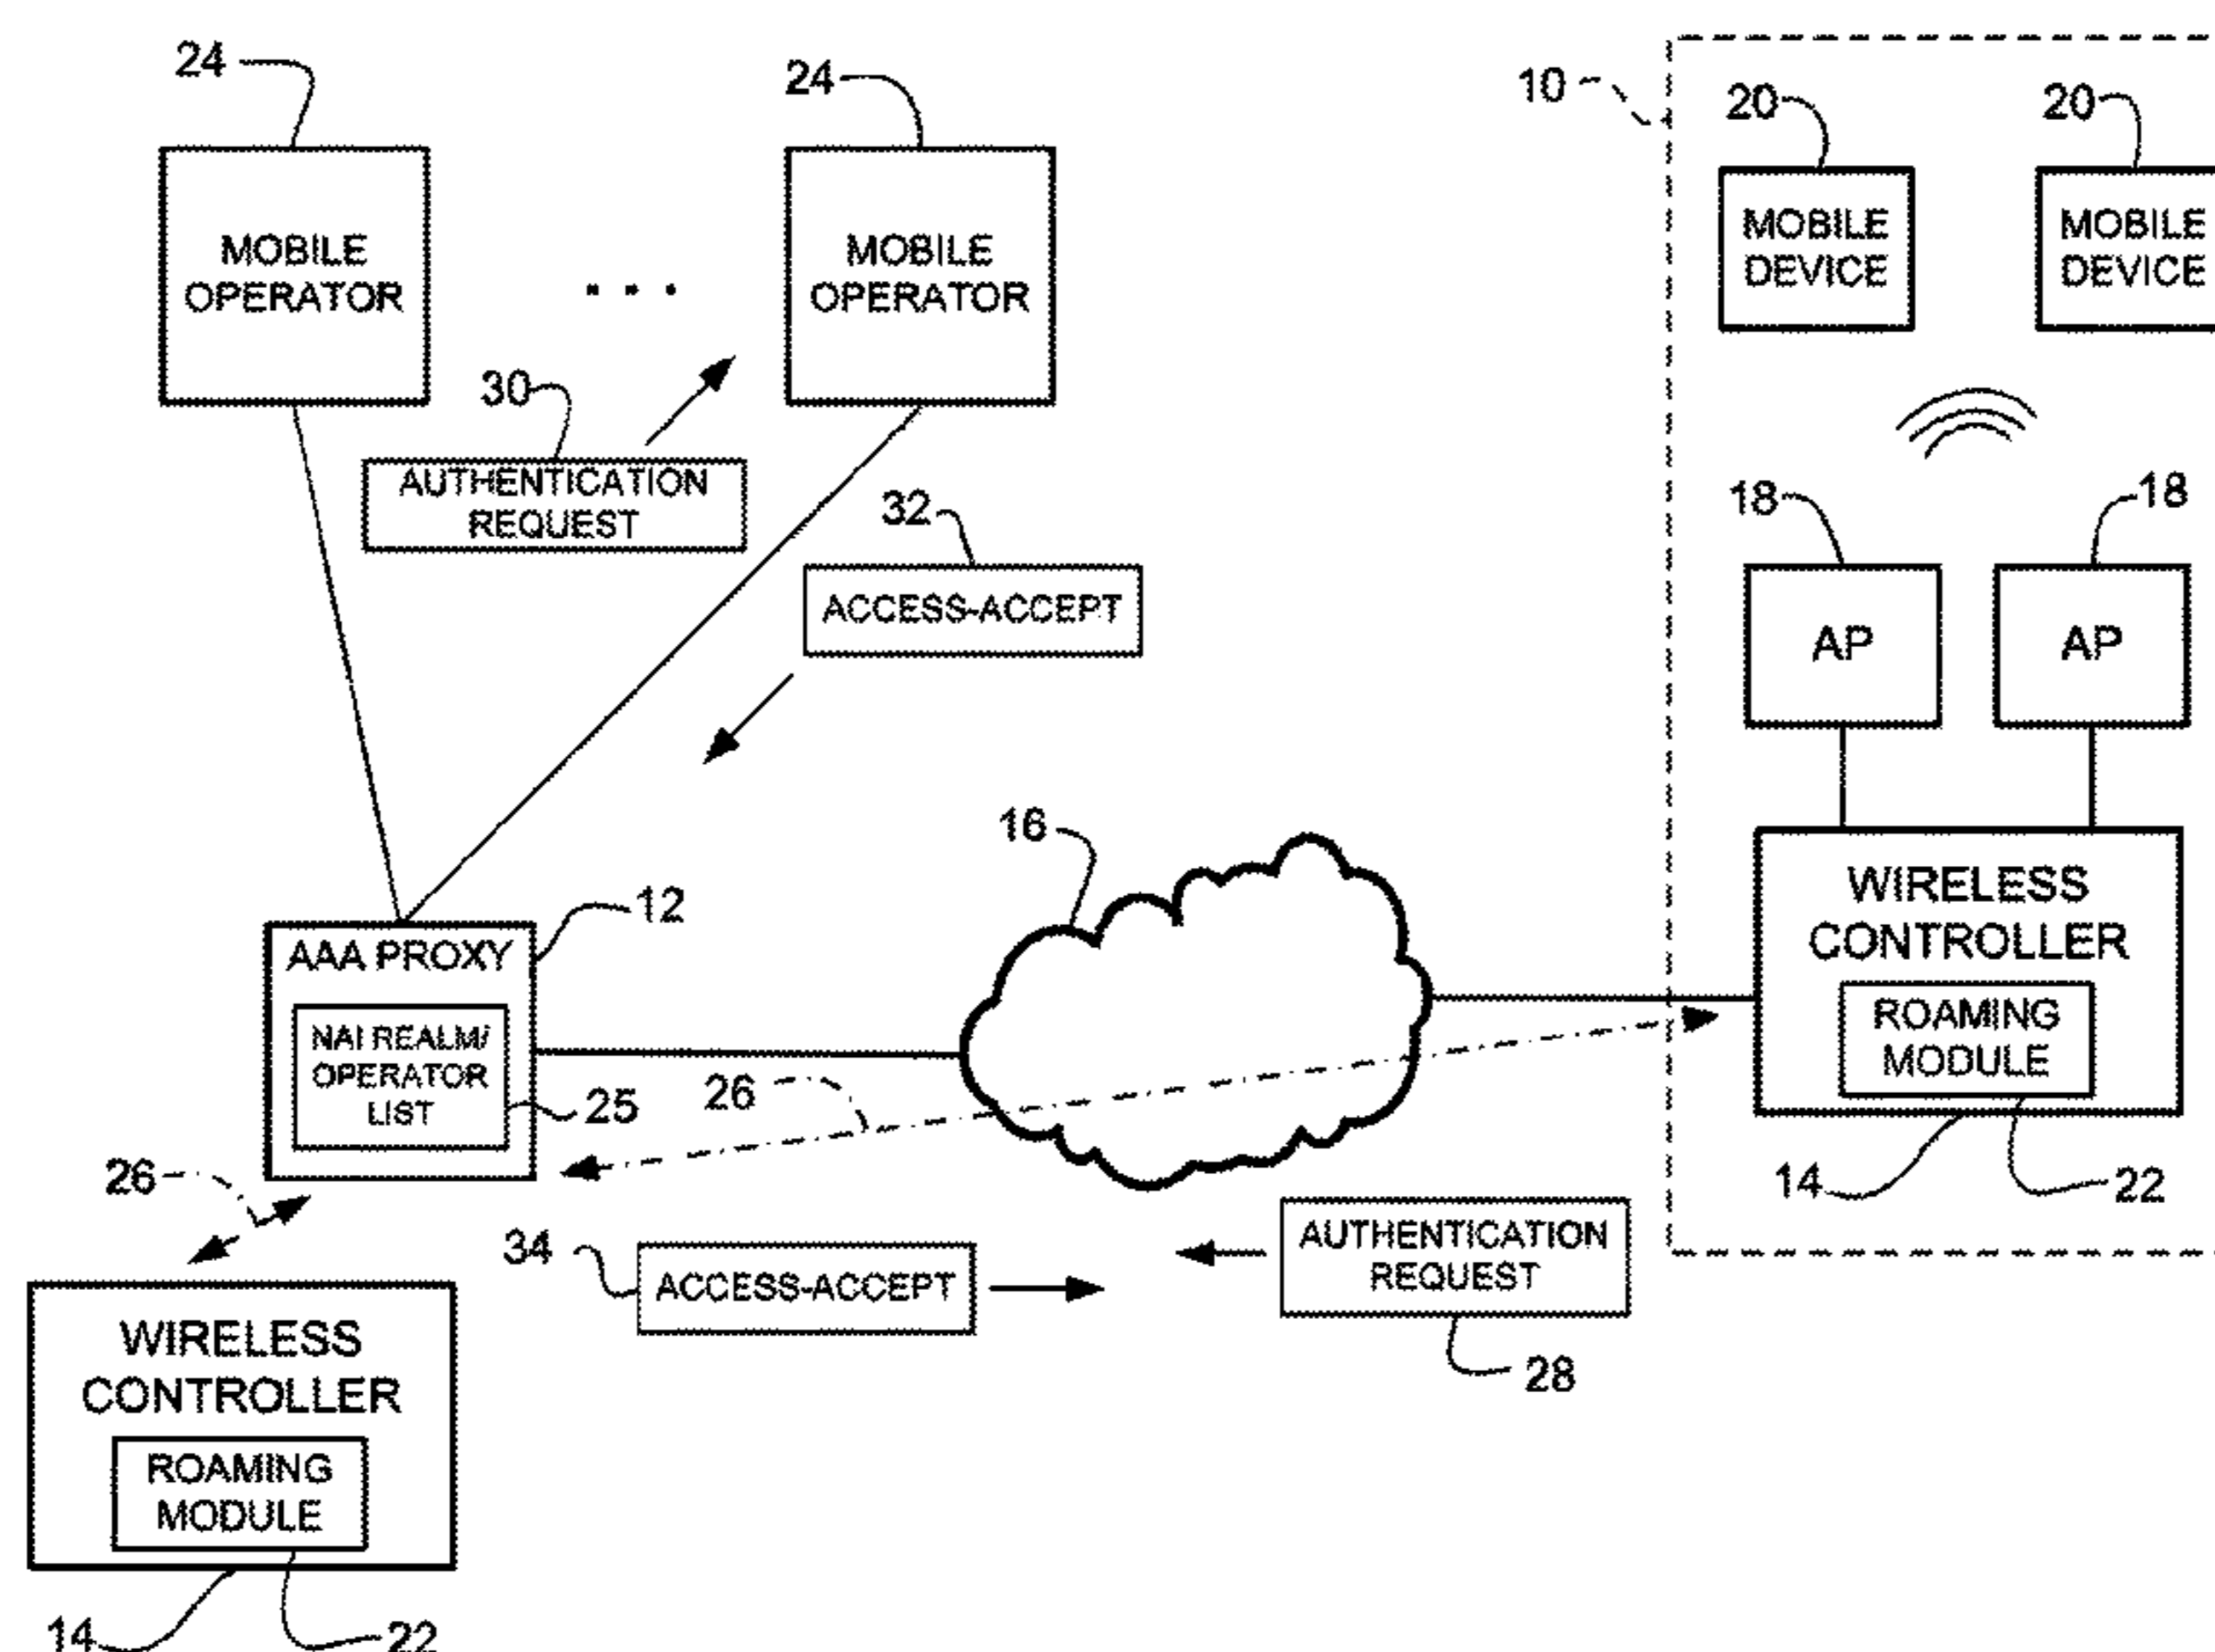 24
24
10
20
20
MOBILE
OPERATOR
MOBILE
OPERATOR
MOBILE
DEVICE
MOBILE
DEVICE
. . .
30
AUTHENTICATION
REQUEST
32
ACCESS-ACCEPT
18
18
AP
AP
16
12
AAA PROXY
NAI REALM/
OPERATOR
LIST
25
26
WIRELESS
CONTROLLER
ROAMING
MODULE
14
22
26
34
ACCESS-ACCEPT
AUTHENTICATION
REQUEST
28
WIRELESS
CONTROLLER
ROAMING
MODULE
14
22